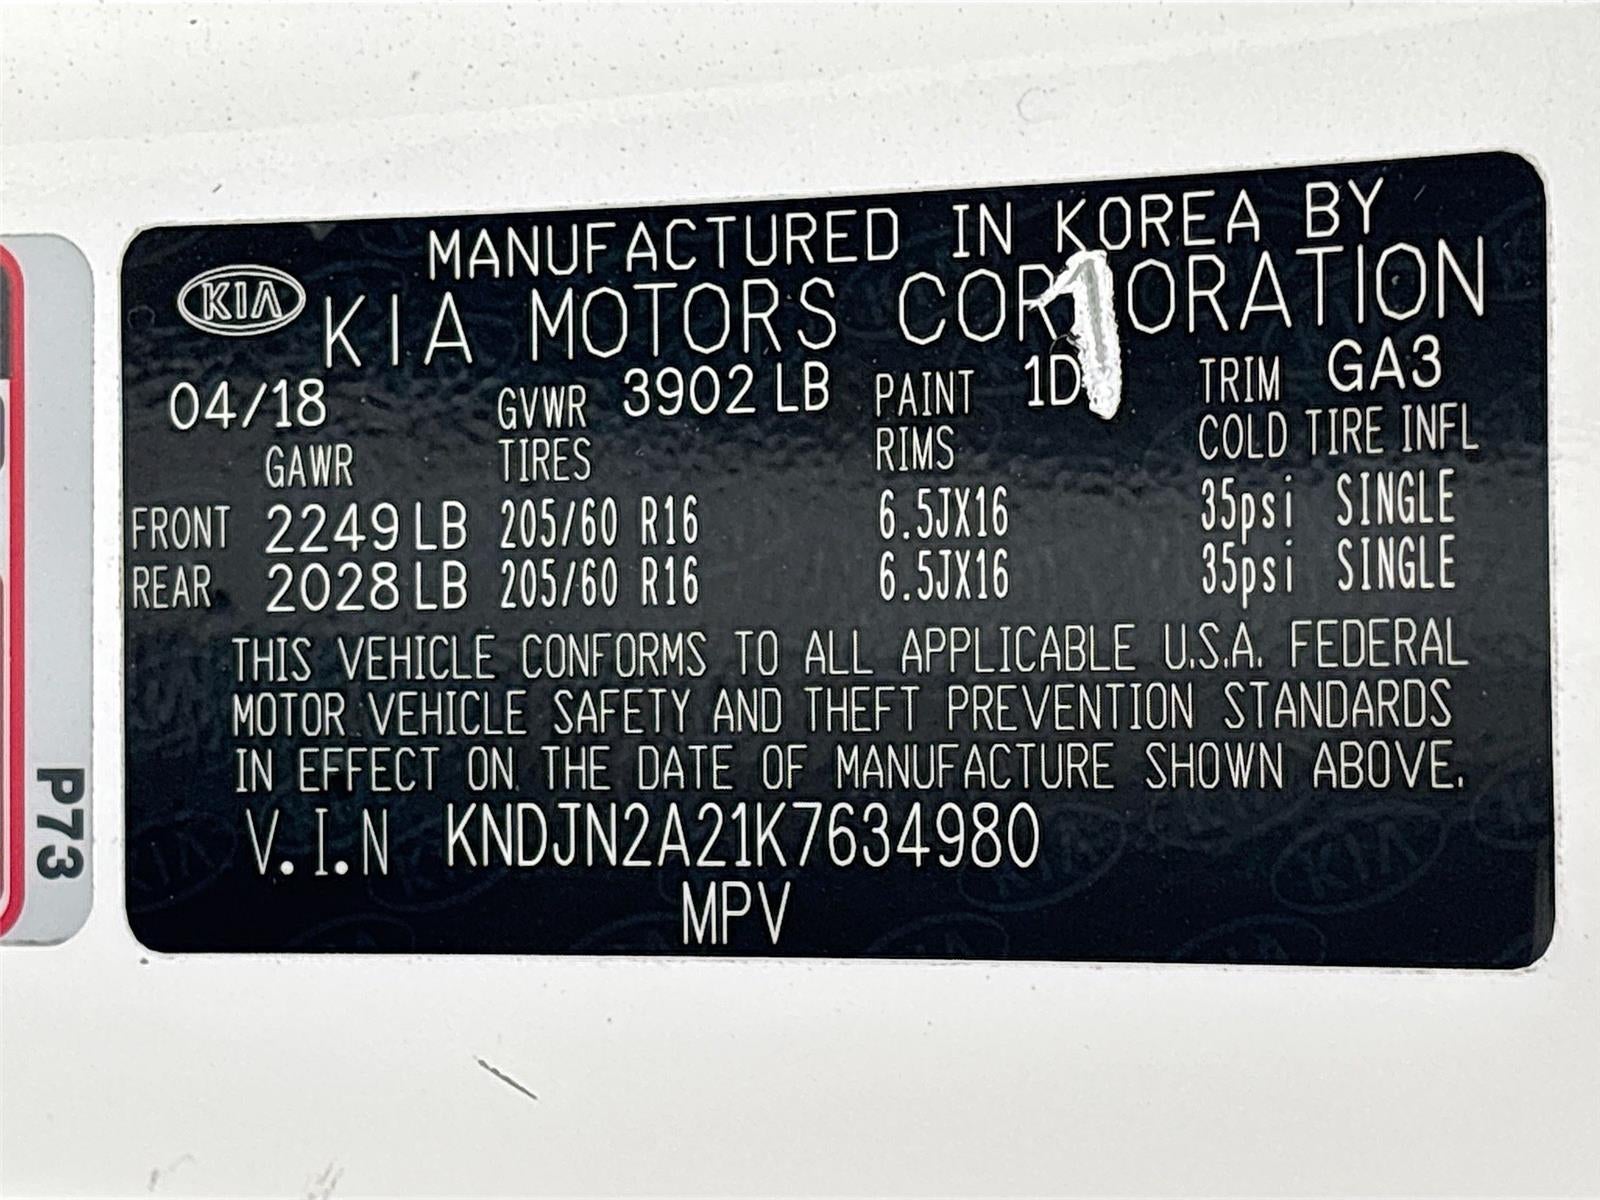 MANUFACTURED IN KOREA BY
KIA
KIA MOTORS CORPORATION
1
04/18 GVWR 3902 LB PAINT 1D TRIM GA3
GAWR TIRES RIMS COLD TIRE INFL
FRONT 2249 LB 205/60 R16 6.5JX16 35psi SINGLE
REAR 2028 LB 205/60 R16 6.5JX16 35psi SINGLE
THIS VEHICLE CONFORMS TO ALL APPLICABLE U.S.A. FEDERAL
MOTOR VEHICLE SAFETY AND THEFT PREVENTION STANDARDS
IN EFFECT ON THE DATE OF MANUFACTURE SHOWN ABOVE.
V.I.N KNDJN2A21K7634980
MPV
P73